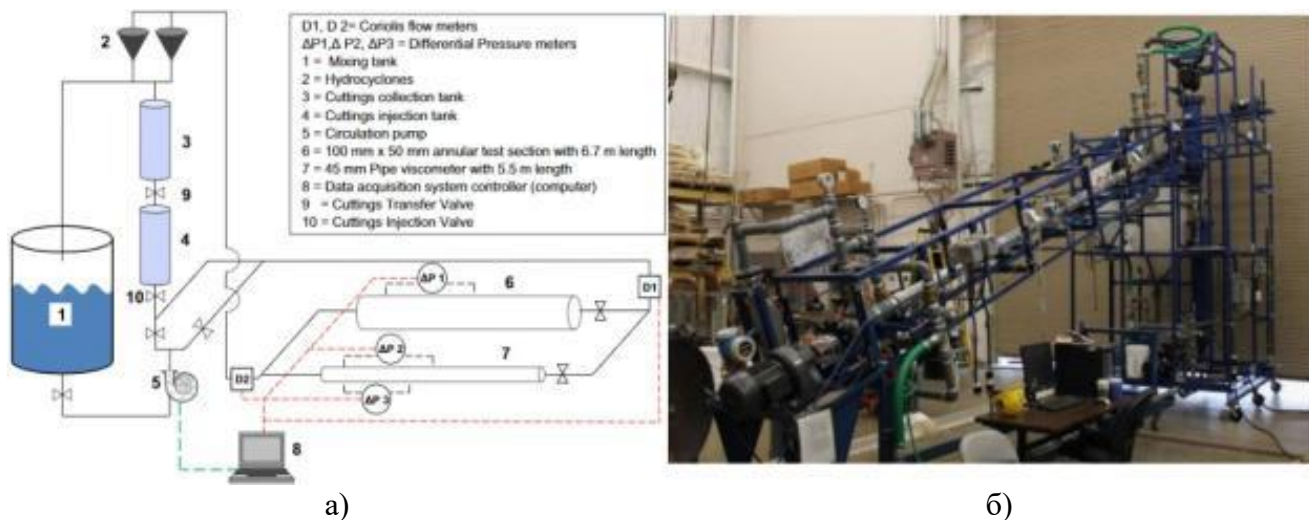 D1, D 2= Coriolis flow meters
ΔP1,Δ P2, ΔP3 = Differential Pressure meters
1 = Mixing tank
2 = Hydrocyclones
3 = Cuttings collection tank
4 = Cuttings injection tank
5 = Circulation pump
6 = 100 mm x 50 mm annular test section with 6.7 m length
7 = 45 mm Pipe viscometer with 5.5 m length
8 = Data acquisition system controller (computer)
9 = Cuttings Transfer Valve
10 = Cuttings Injection Valve
2
3
9
4
10
1
5
ΔP 1
6
D1
ΔP 2
7
D2
ΔP 3
8
а)
б)